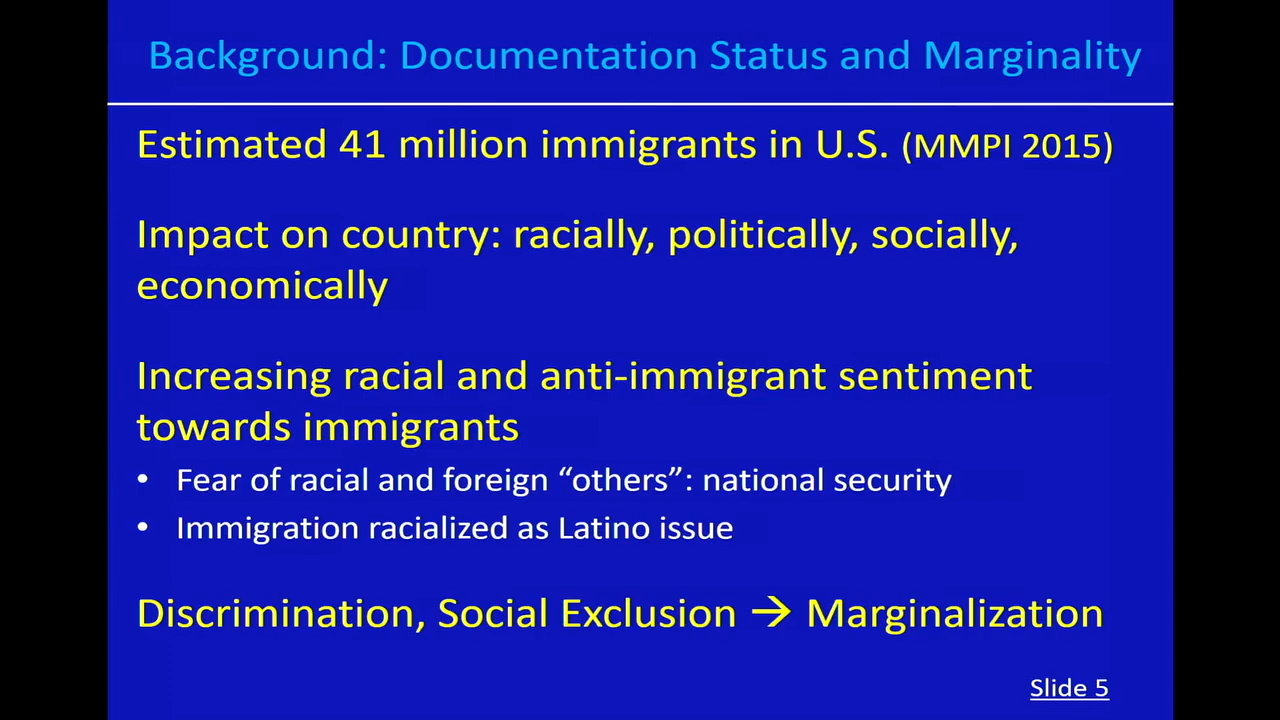 Background: Documentation Status and Marginality
Estimated 41 million immigrants in U.S. (MMPI 2015)
Impact on country: racially, politically, socially,
economically
Increasing racial and anti-immigrant sentiment
towards immigrants
• Fear of racial and foreign “others”: national security
• Immigration racialized as Latino issue
Discrimination, Social Exclusion → Marginalization
Slide 5